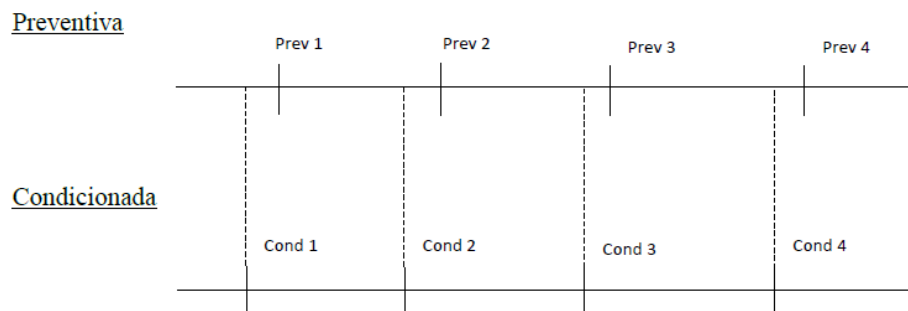 Preventiva
Prev 1
Prev 2
Prev 3
Prev 4
Condicionada
Cond 1
Cond 2
Cond 3
Cond 4